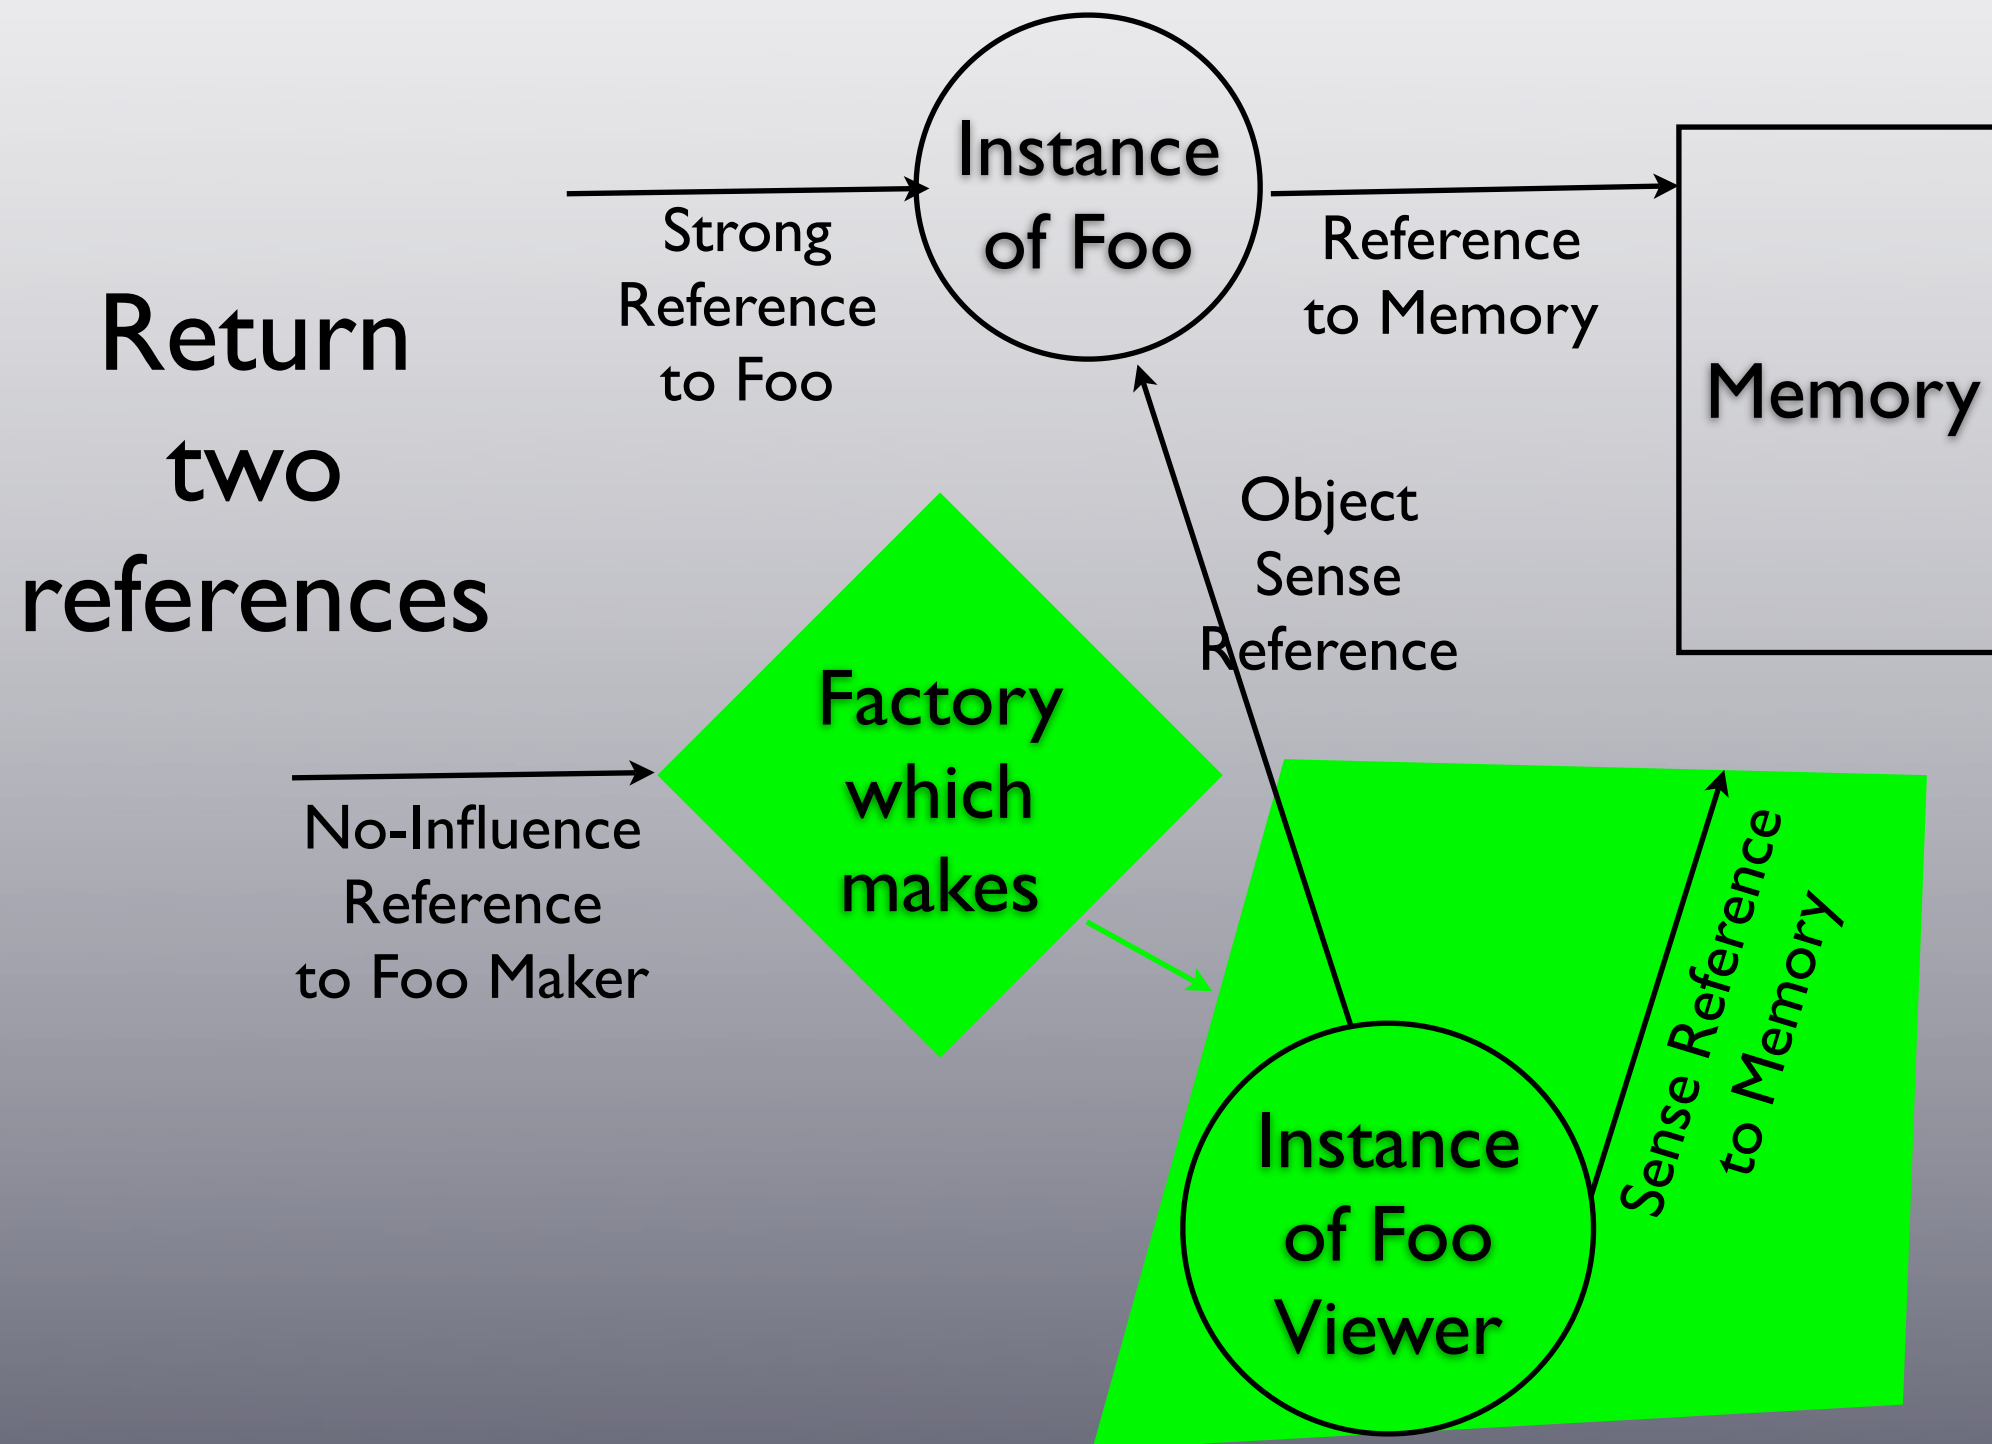 Return
two
references
Strong
Reference
to Foo
Instance
of Foo
Reference
to Memory
Memory
Object
Sense
Reference
No-Influence
Reference
to Foo Maker
Factory
which
makes
Instance
of Foo
Viewer
Sense Reference
to Memory